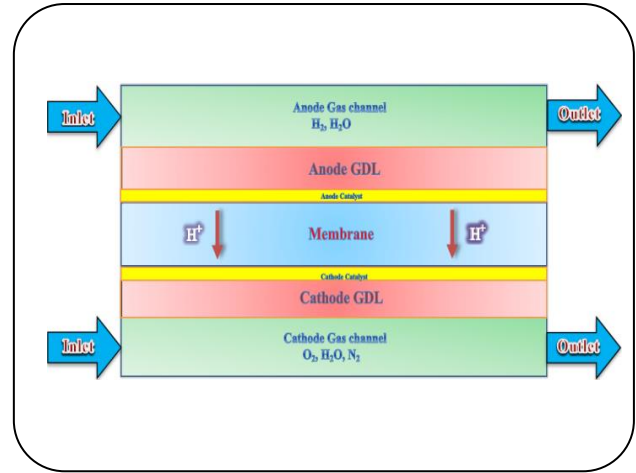 Inlet
Anode Gas channel
H₂, H₂O
Outlet
Anode GDL
Anode Catalyst
H⁺
Membrane
H⁺
Cathode Catalyst
Cathode GDL
Inlet
Cathode Gas channel
O₂, H₂O, N₂
Outlet